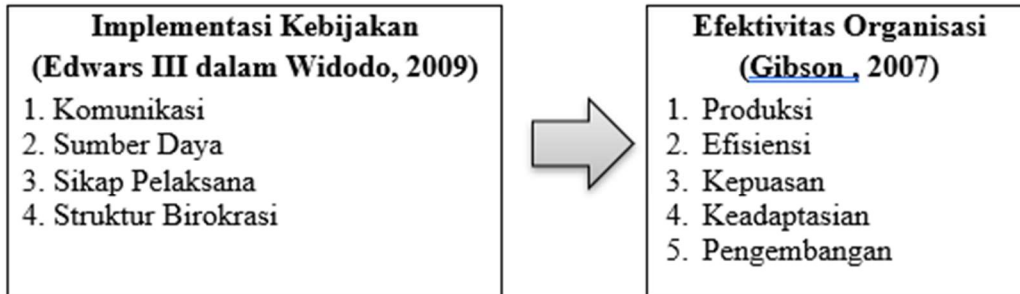 Implementasi Kebijakan
(Edwars III dalam Widodo, 2009)
1. Komunikasi
2. Sumber Daya
3. Sikap Pelaksana
4. Struktur Birokrasi
Efektivitas Organisasi
(Gibson , 2007)
1. Produksi
2. Efisiensi
3. Kepuasan
4. Keadaptasian
5. Pengembangan